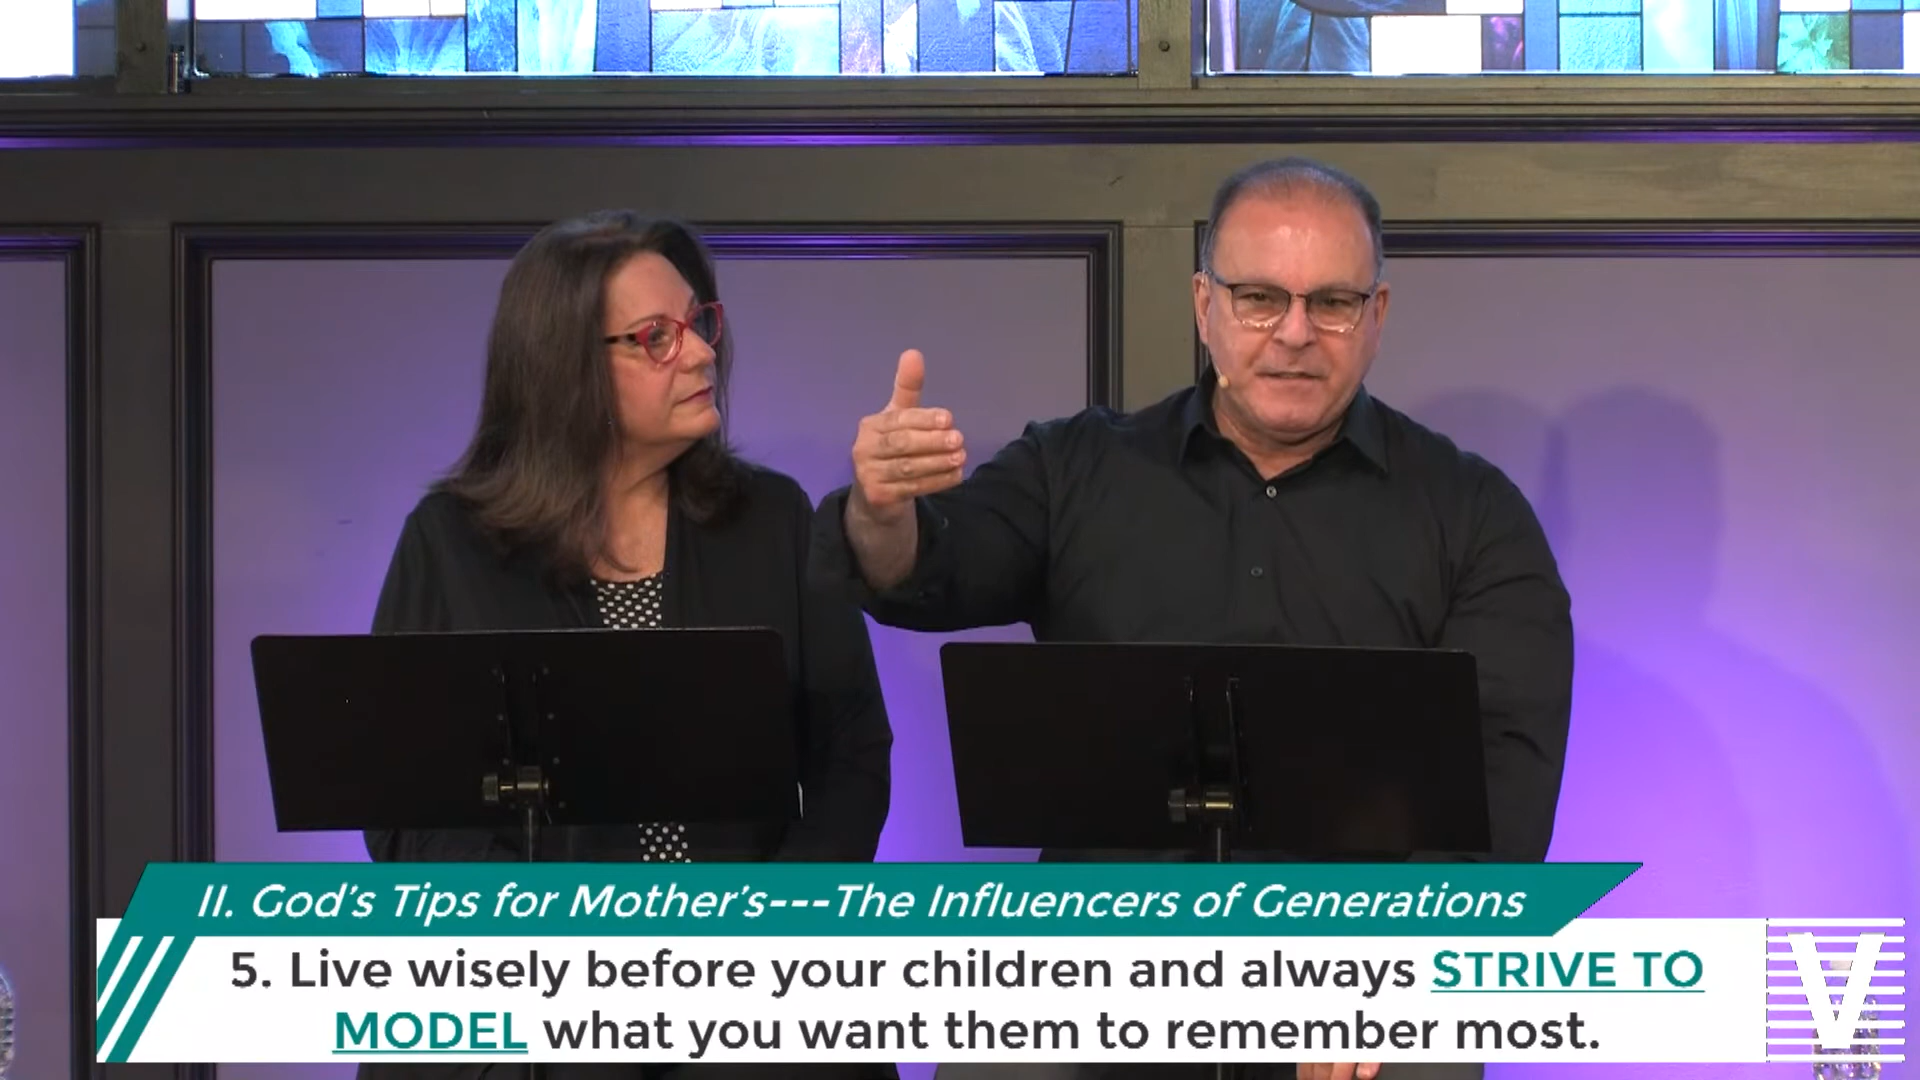 II. God's Tips for Mother's---The Influencers of Generations
5. Live wisely before your children and always STRIVE TO
MODEL what you want them to remember most.
V